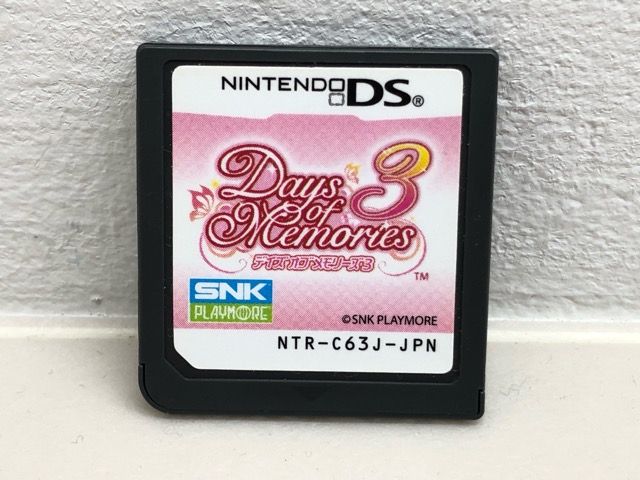 NINTENDO DS®
Days of Memories 3
デイズオブメモリーズ3
™
SNK
PLAYMORE
©SNK PLAYMORE
NTR-C63J-JPN